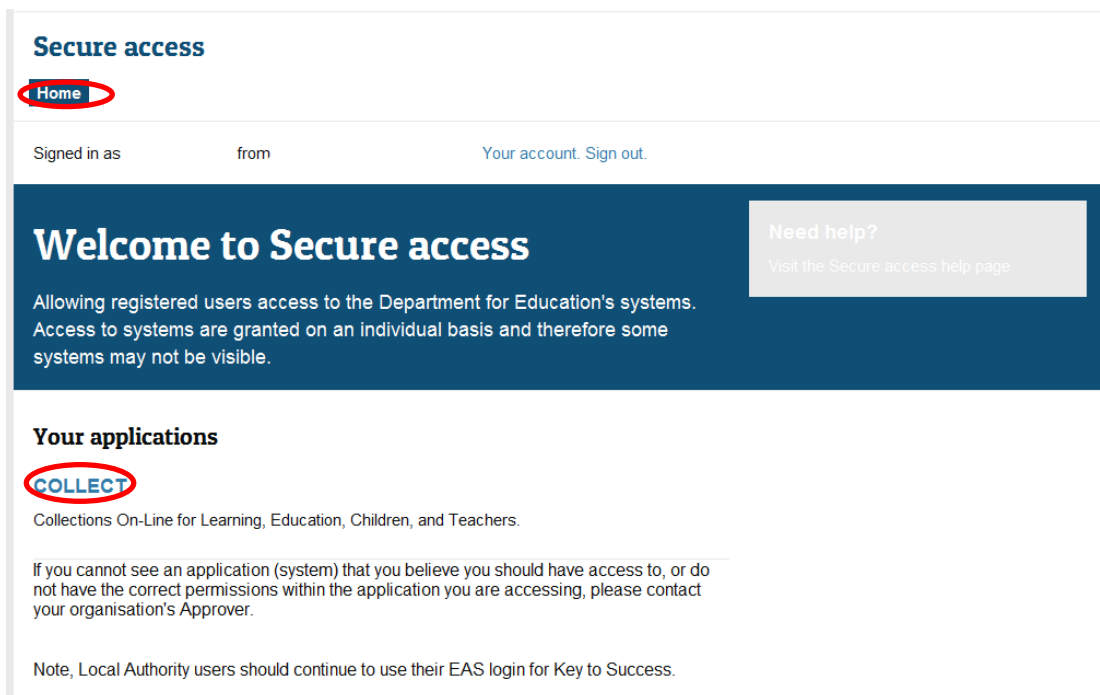 Secure access
Home
Signed in as from Your account. Sign out.
Welcome to Secure access
Need help?
Visit the Secure access help page
Allowing registered users access to the Department for Education's systems.
Access to systems are granted on an individual basis and therefore some
systems may not be visible.
Your applications
COLLECT
Collections On-Line for Learning, Education, Children, and Teachers.
If you cannot see an application (system) that you believe you should have access to, or do
not have the correct permissions within the application you are accessing, please contact
your organisation's Approver.
Note, Local Authority users should continue to use their EAS login for Key to Success.